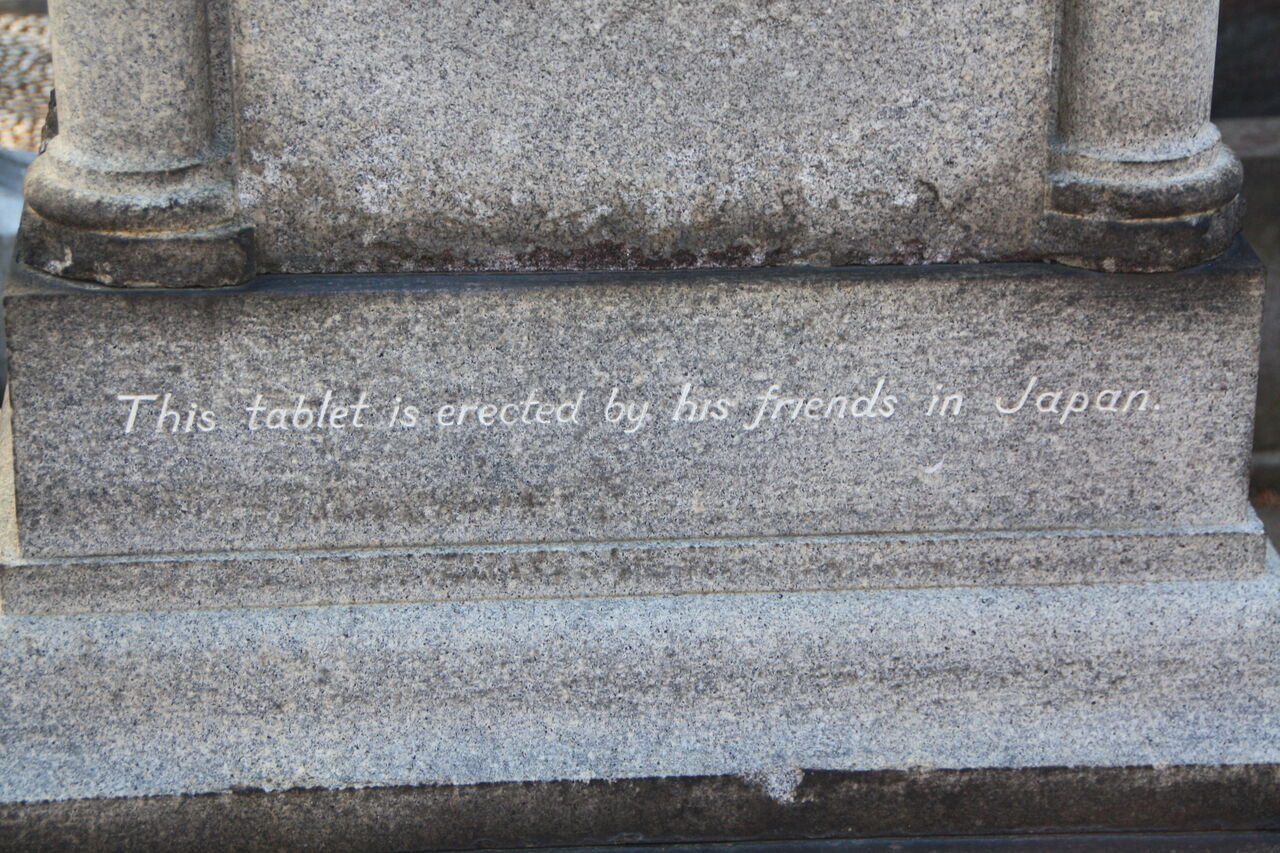 This tablet is erected by his friends in Japan.